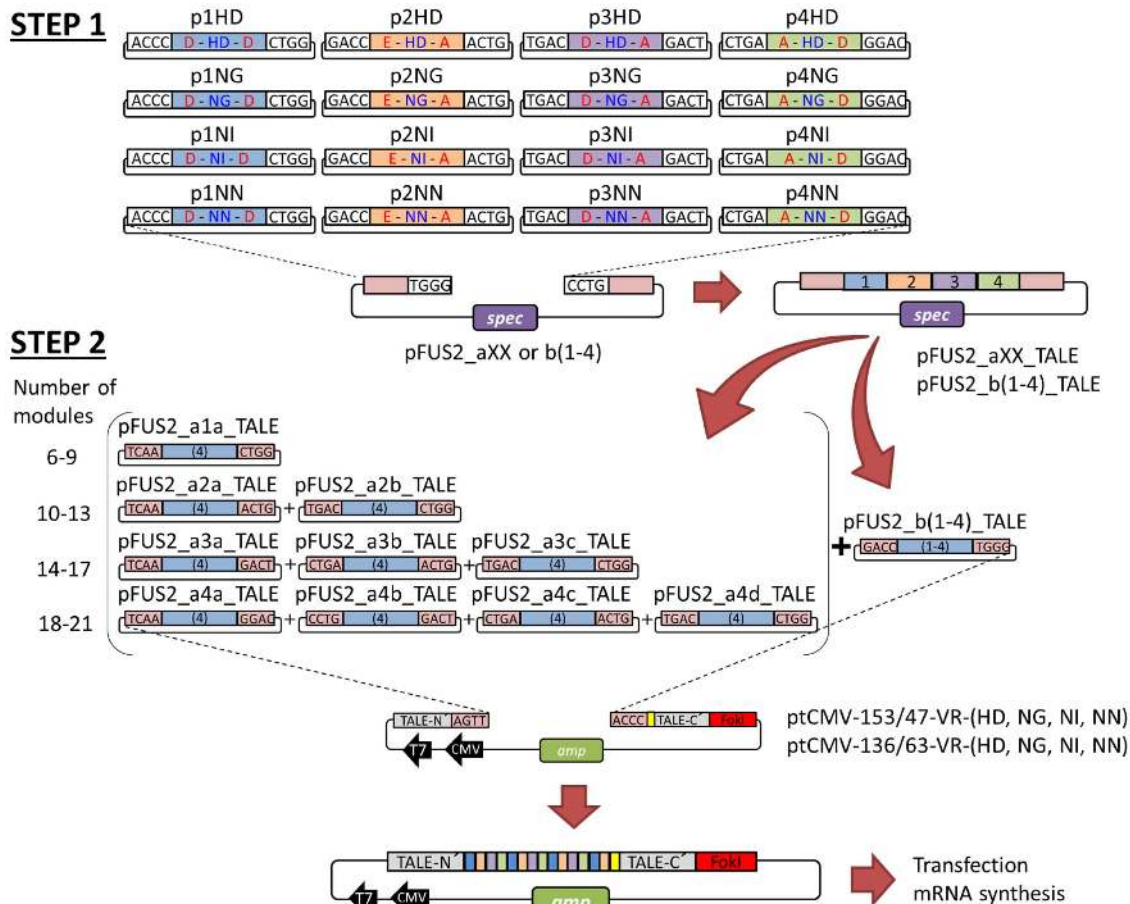 STEP 1
p1HD p2HD p3HD p4HD
ACCC D - HD - D CTGG GACC E - HD - A ACTG TGAC D - HD - A GACT CTGA A - HD - D GGAC
p1NG p2NG p3NG p4NG
ACCC D - NG - D CTGG GACC E - NG - A ACTG TGAC D - NG - A GACT CTGA A - NG - D GGAC
p1NI p2NI p3NI p4NI
ACCC D - NI - D CTGG GACC E - NI - A ACTG TGAC D - NI - A GACT CTGA A - NI - D GGAC
p1NN p2NN p3NN p4NN
ACCC D - NN - D CTGG GACC E - NN - A ACTG TGAC D - NN - A GACT CTGA A - NN - D GGAC
TGGG CCTG 1 2 3 4
spec spec
pFUS2_aXX or b(1-4)
pFUS2_aXX_TALE
pFUS2_b(1-4)_TALE
STEP 2
Number of
modules
pFUS2_a1a_TALE
6-9 TCAA (4) CTGG
pFUS2_a2a_TALE pFUS2_a2b_TALE
10-13 TCAA (4) ACTG + TGAC (4) CTGG
pFUS2_a3a_TALE pFUS2_a3b_TALE pFUS2_a3c_TALE
14-17 TCAA (4) GACT + CTGA (4) ACTG + TGAC (4) CTGG
pFUS2_a4a_TALE pFUS2_a4b_TALE pFUS2_a4c_TALE pFUS2_a4d_TALE
18-21 TCAA (4) GGAC + CCTG (4) GACT + CTGA (4) ACTG + TGAC (4) CTGG
pFUS2_b(1-4)_TALE
+ GACC (1-4) TGGG
TALE-N´ AGTT ACCC TALE-C´ FokI
T7 CMV amp
ptCMV-153/47-VR-(HD, NG, NI, NN)
ptCMV-136/63-VR-(HD, NG, NI, NN)
TALE-N´ TALE-C´ FokI
T7 CMV amp
Transfection
mRNA synthesis